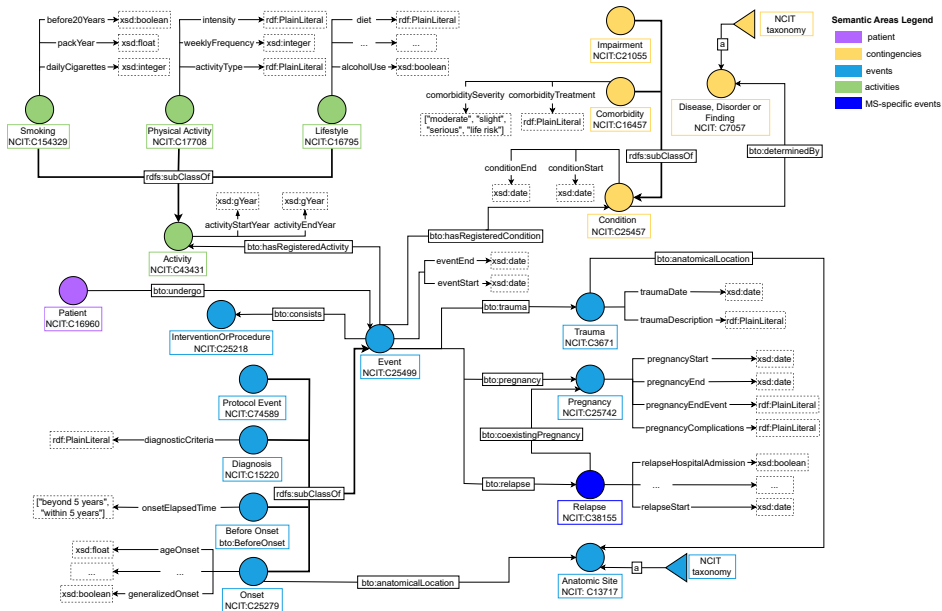 before20Years
xsd:boolean
packYear
xsd:float
dailyCigarettes
xsd:integer
Smoking
NCIT:C154329
intensity
rdf:PlainLiteral
weeklyFrequency
xsd:integer
activityType
rdf:PlainLiteral
Physical Activity
NCIT:C17708
diet
rdf:PlainLiteral
...
...
alcoholUse
xsd:boolean
Lifestyle
NCIT:C16795
rdfs:subClassOf
xsd:gYear
xsd:gYear
activityStartYear
activityEndYear
Activity
NCIT:C43431
bto:hasRegisteredActivity
Impairment
NCIT:C21055
comorbiditySeverity
comorbidityTreatment
["moderate", "slight",
"serious", "life risk"]
rdf:PlainLiteral
Comorbidity
NCIT:C16457
rdfs:subClassOf
conditionEnd
conditionStart
xsd:date
xsd:date
Condition
NCIT:C25457
bto:hasRegisteredCondition
NCIT
taxonomy
a
Disease, Disorder or
Finding
NCIT: C7057
bto:determinedBy
Semantic Areas Legend
patient
contingencies
events
activities
MS-specific events
Patient
NCIT:C16960
bto:undergo
bto:consists
InterventionOrProcedure
NCIT:C25218
Event
NCIT:C25499
eventEnd
xsd:date
eventStart
xsd:date
bto:trauma
Trauma
NCIT:C3671
bto:anatomicalLocation
traumaDate
xsd:date
traumaDescription
rdf:PlainLiteral
bto:pregnancy
Pregnancy
NCIT:C25742
pregnancyStart
xsd:date
pregnancyEnd
xsd:date
pregnancyEndEvent
rdf:PlainLiteral
pregnancyComplications
rdf:PlainLiteral
bto:coexistingPregnancy
bto:relapse
Relapse
NCIT:C38155
relapseHospitalAdmission
xsd:boolean
...
...
relapseStart
xsd:date
Protocol Event
NCIT:C74589
rdf:PlainLiteral
diagnosticCriteria
Diagnosis
NCIT:C15220
rdfs:subClassOf
["beyond 5 years",
"within 5 years"]
onsetElapsedTime
Before Onset
bto:BeforeOnset
xsd:float
ageOnset
...
...
xsd:boolean
generalizedOnset
Onset
NCIT:C25279
bto:anatomicalLocation
Anatomic Site
NCIT: C13717
a
NCIT
taxonomy